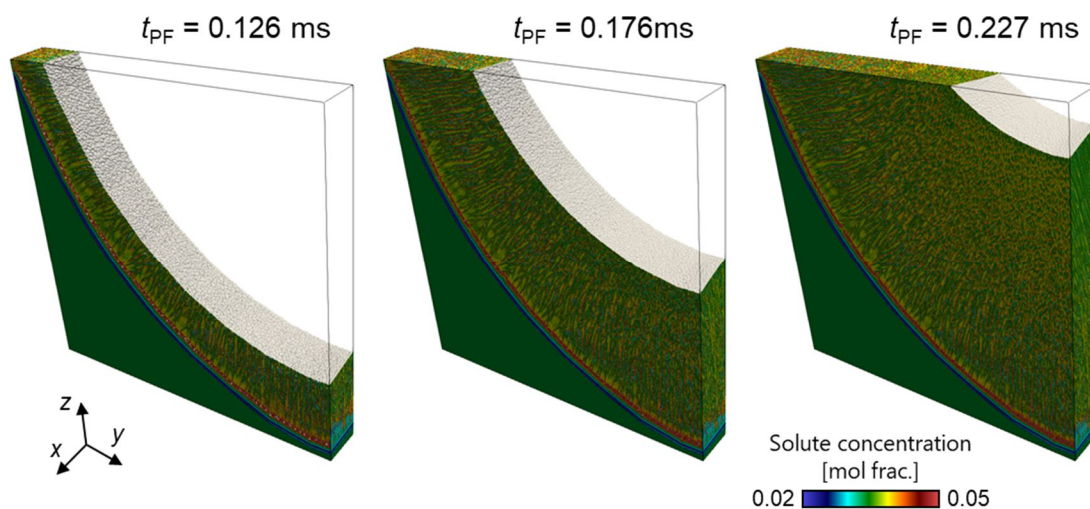 t_PF = 0.126 ms
t_PF = 0.176ms
t_PF = 0.227 ms
z
x y
Solute concentration
[mol frac.]
0.02 0.05